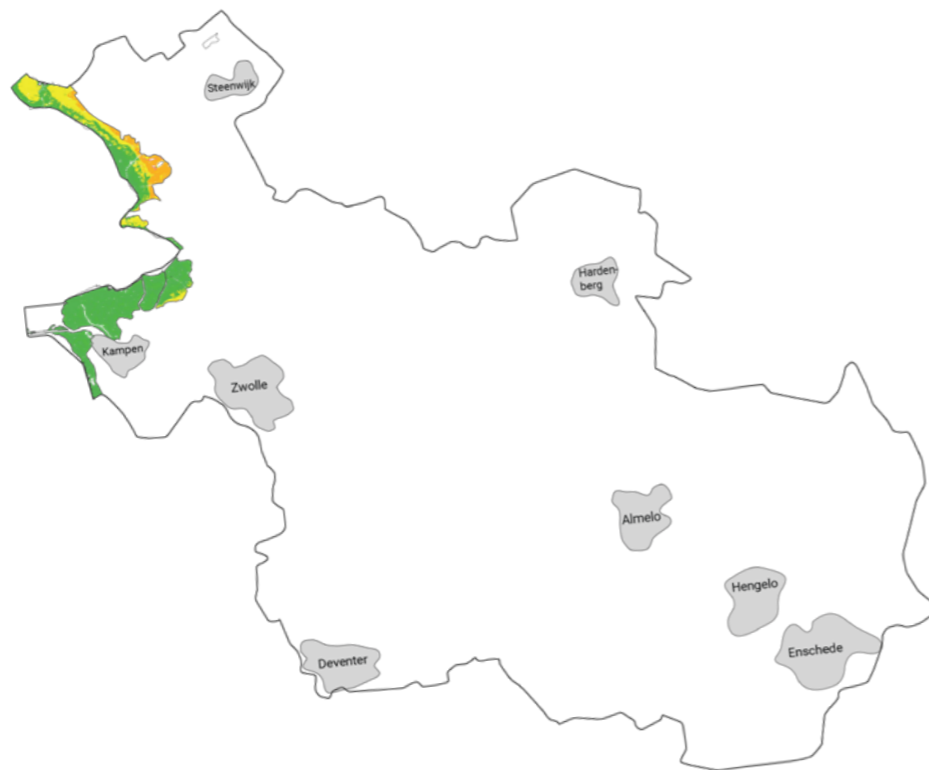 Steenwijk
Harden-
berg
Kampen
Zwolle
Almelo
Hengelo
Enschede
Deventer